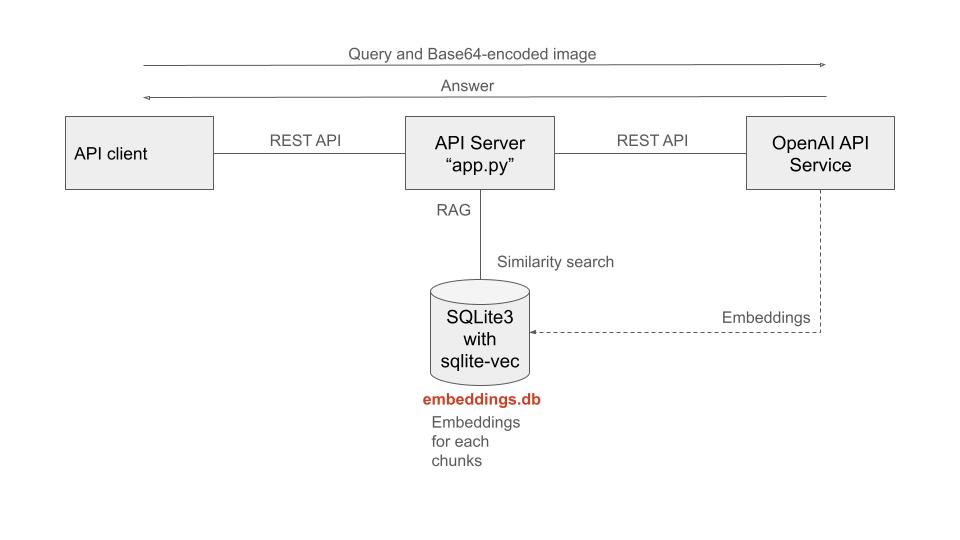 Query and Base64-encoded image
Answer
API client
REST API
API Server
“app.py”
REST API
OpenAI API
Service
RAG
Similarity search
SQLite3
with
sqlite-vec
Embeddings
embeddings.db
Embeddings
for each
chunks